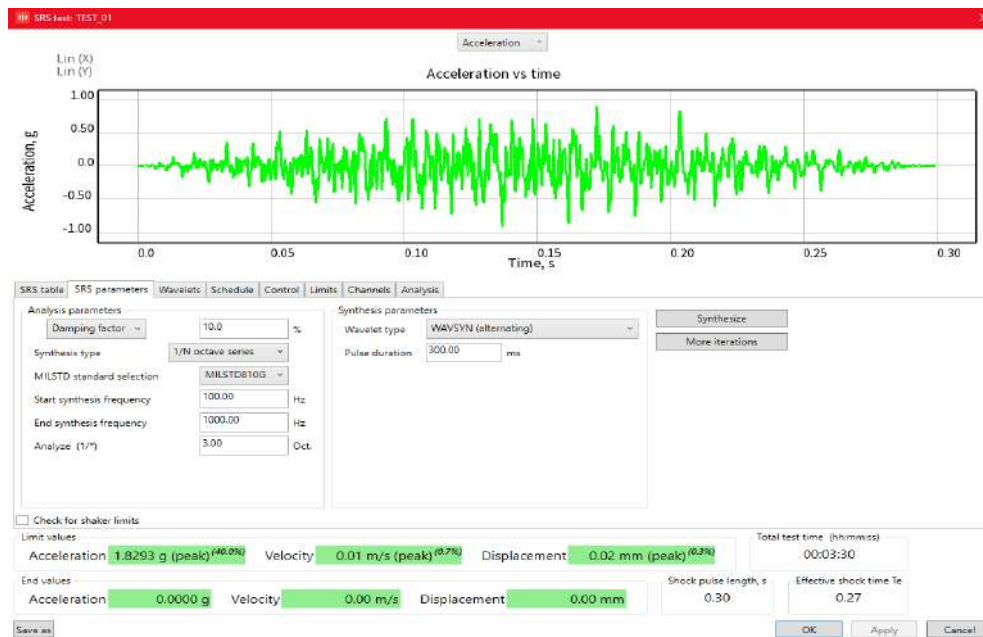 SRS test: TEST_01
Acceleration
Lin (X)
Lin (Y)
Acceleration vs time
1.00
0.50
0.0
-0.50
-1.00
Acceleration, g
0.0 0.05 0.10 0.15 0.20 0.25 0.30
Time, s
SRS table SRS parameters Wavelets Schedule Control Limits Channels Analysis
Analysis parameters
Damping factor 10.0 %
Synthesis type 1/N octave series
MILSTD standard selection MILSTD810G
Start synthesis frequency 100.00 Hz
End synthesis frequency 1000.00 Hz
Analyze (1/*) 3.00 Oct.
Synthesis parameters
Wavelet type WAVSYN (alternating)
Pulse duration 300.00 ms
Synthesize
More iterations
Check for shaker limits
Limit values
Acceleration 1.8293 g (peak) (40.0%) Velocity 0.01 m/s (peak) (0.7%) Displacement 0.02 mm (peak) (0.3%)
Total test time (hh:mm:ss)
00:03:30
End values
Acceleration 0.0000 g Velocity 0.00 m/s Displacement 0.00 mm
Shock pulse length, s
0.30
Effective shock time Te
0.27
Save as OK Apply Cancel